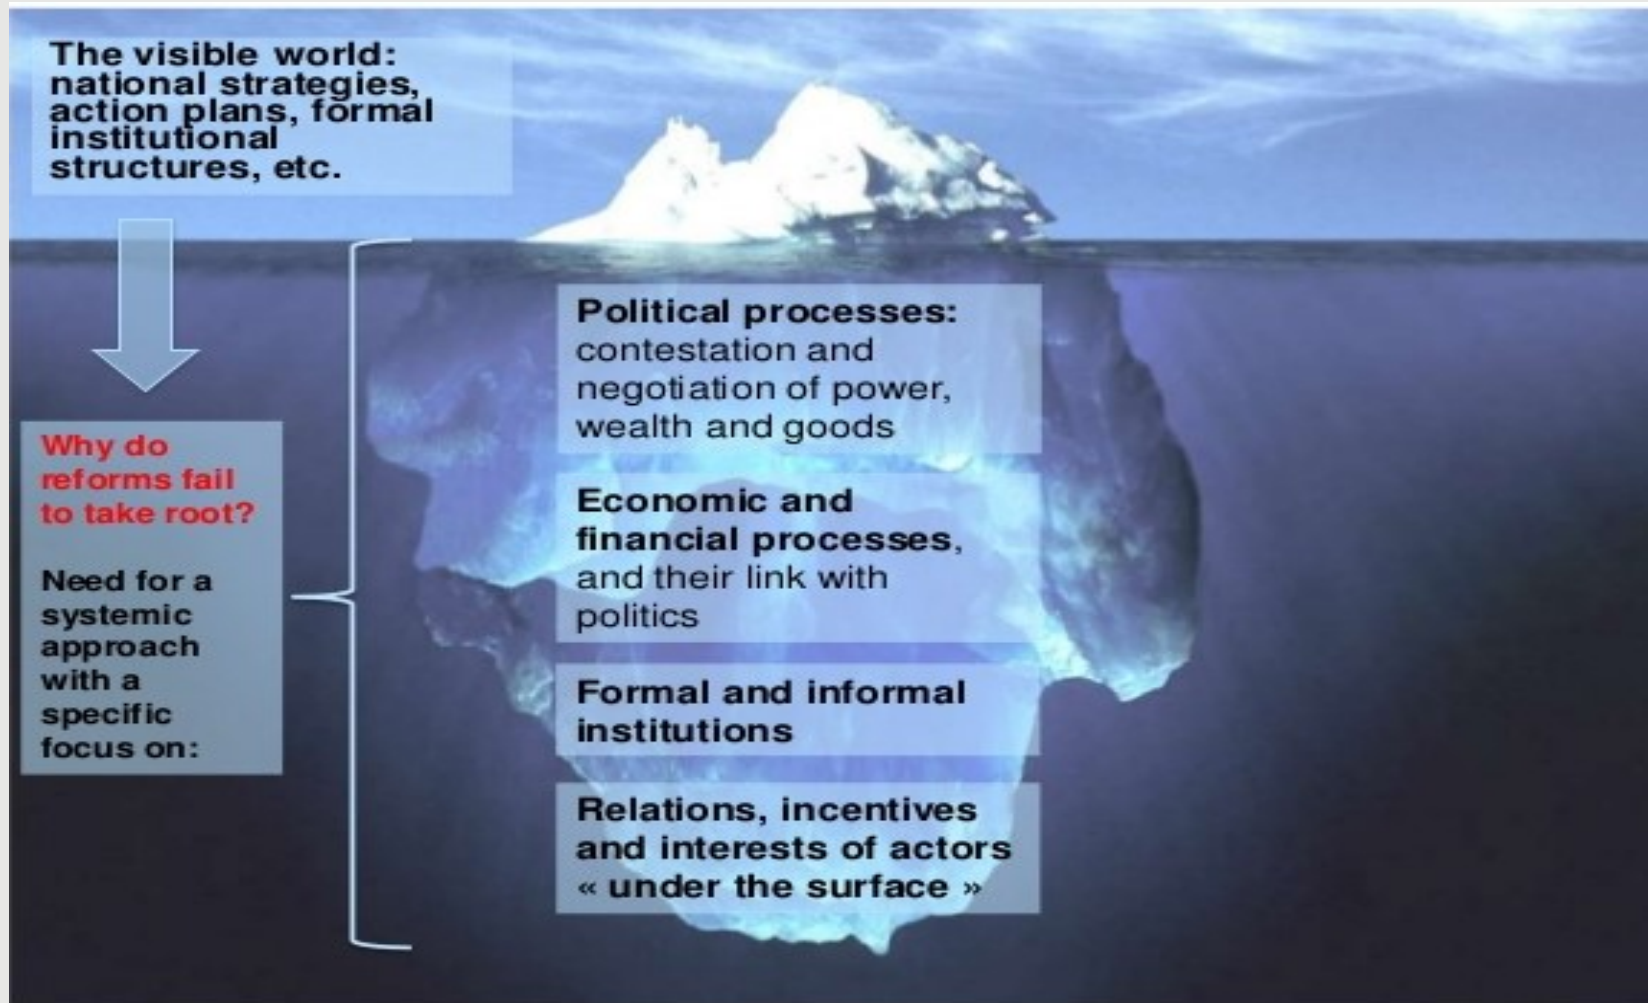 The visible world:
national strategies,
action plans, formal
institutional
structures, etc.
Why do
reforms fail
to take root?
Need for a
systemic
approach
with a
specific
focus on:
Political processes:
contestation and
negotiation of power,
wealth and goods
Economic and
financial processes,
and their link with
politics
Formal and informal
institutions
Relations, incentives
and interests of actors
« under the surface »